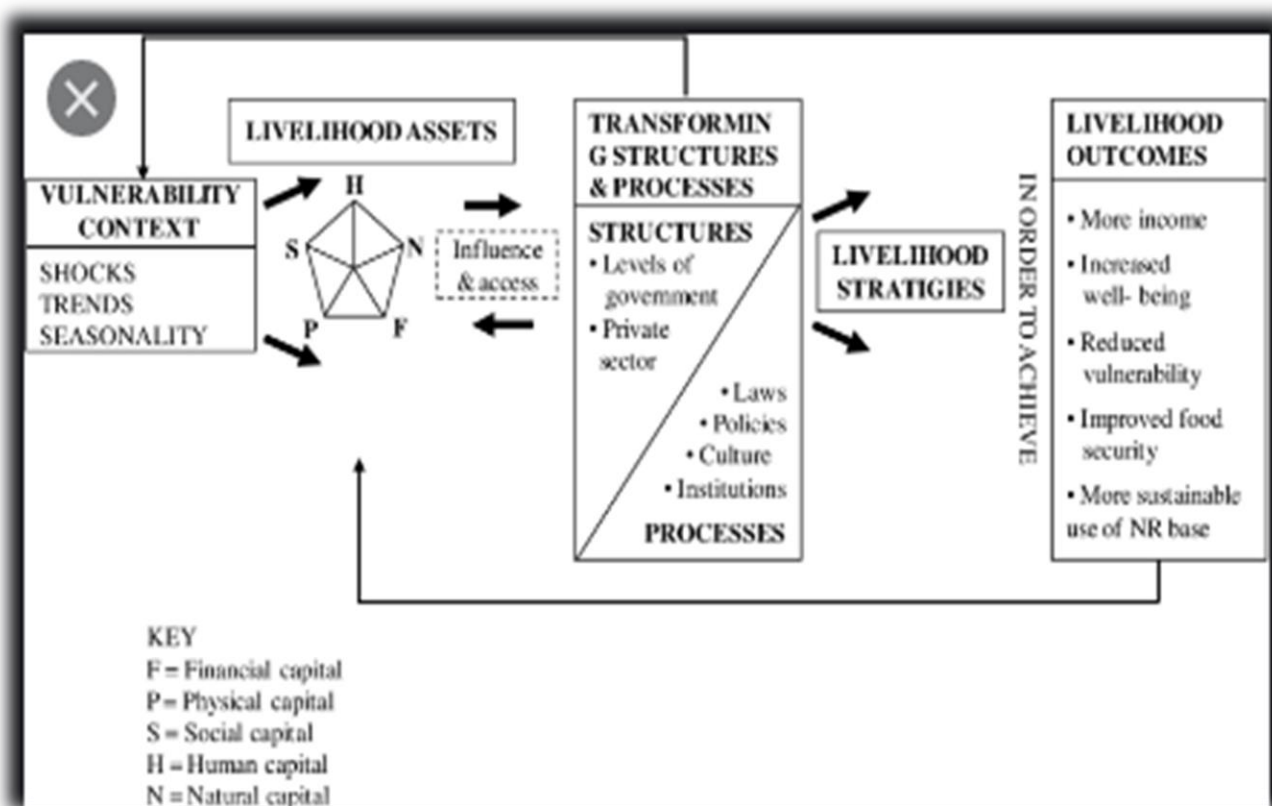 LIVELIHOOD ASSETS
VULNERABILITY
CONTEXT
SHOCKS
TRENDS
SEASONALITY
H
S
N
P
F
Influence
& access
TRANSFORMIN
G STRUCTURES
& PROCESSES
STRUCTURES
• Levels of
government
• Private
sector
• Laws
• Policies
• Culture
• Institutions
PROCESSES
LIVELIHOOD
STRATIGIES
IN ORDER TO ACHIEVE
LIVELIHOOD
OUTCOMES
• More income
• Increased
well- being
• Reduced
vulnerability
• Improved food
security
• More sustainable
use of NR base
KEY
F = Financial capital
P = Physical capital
S = Social capital
H = Human capital
N = Natural capital